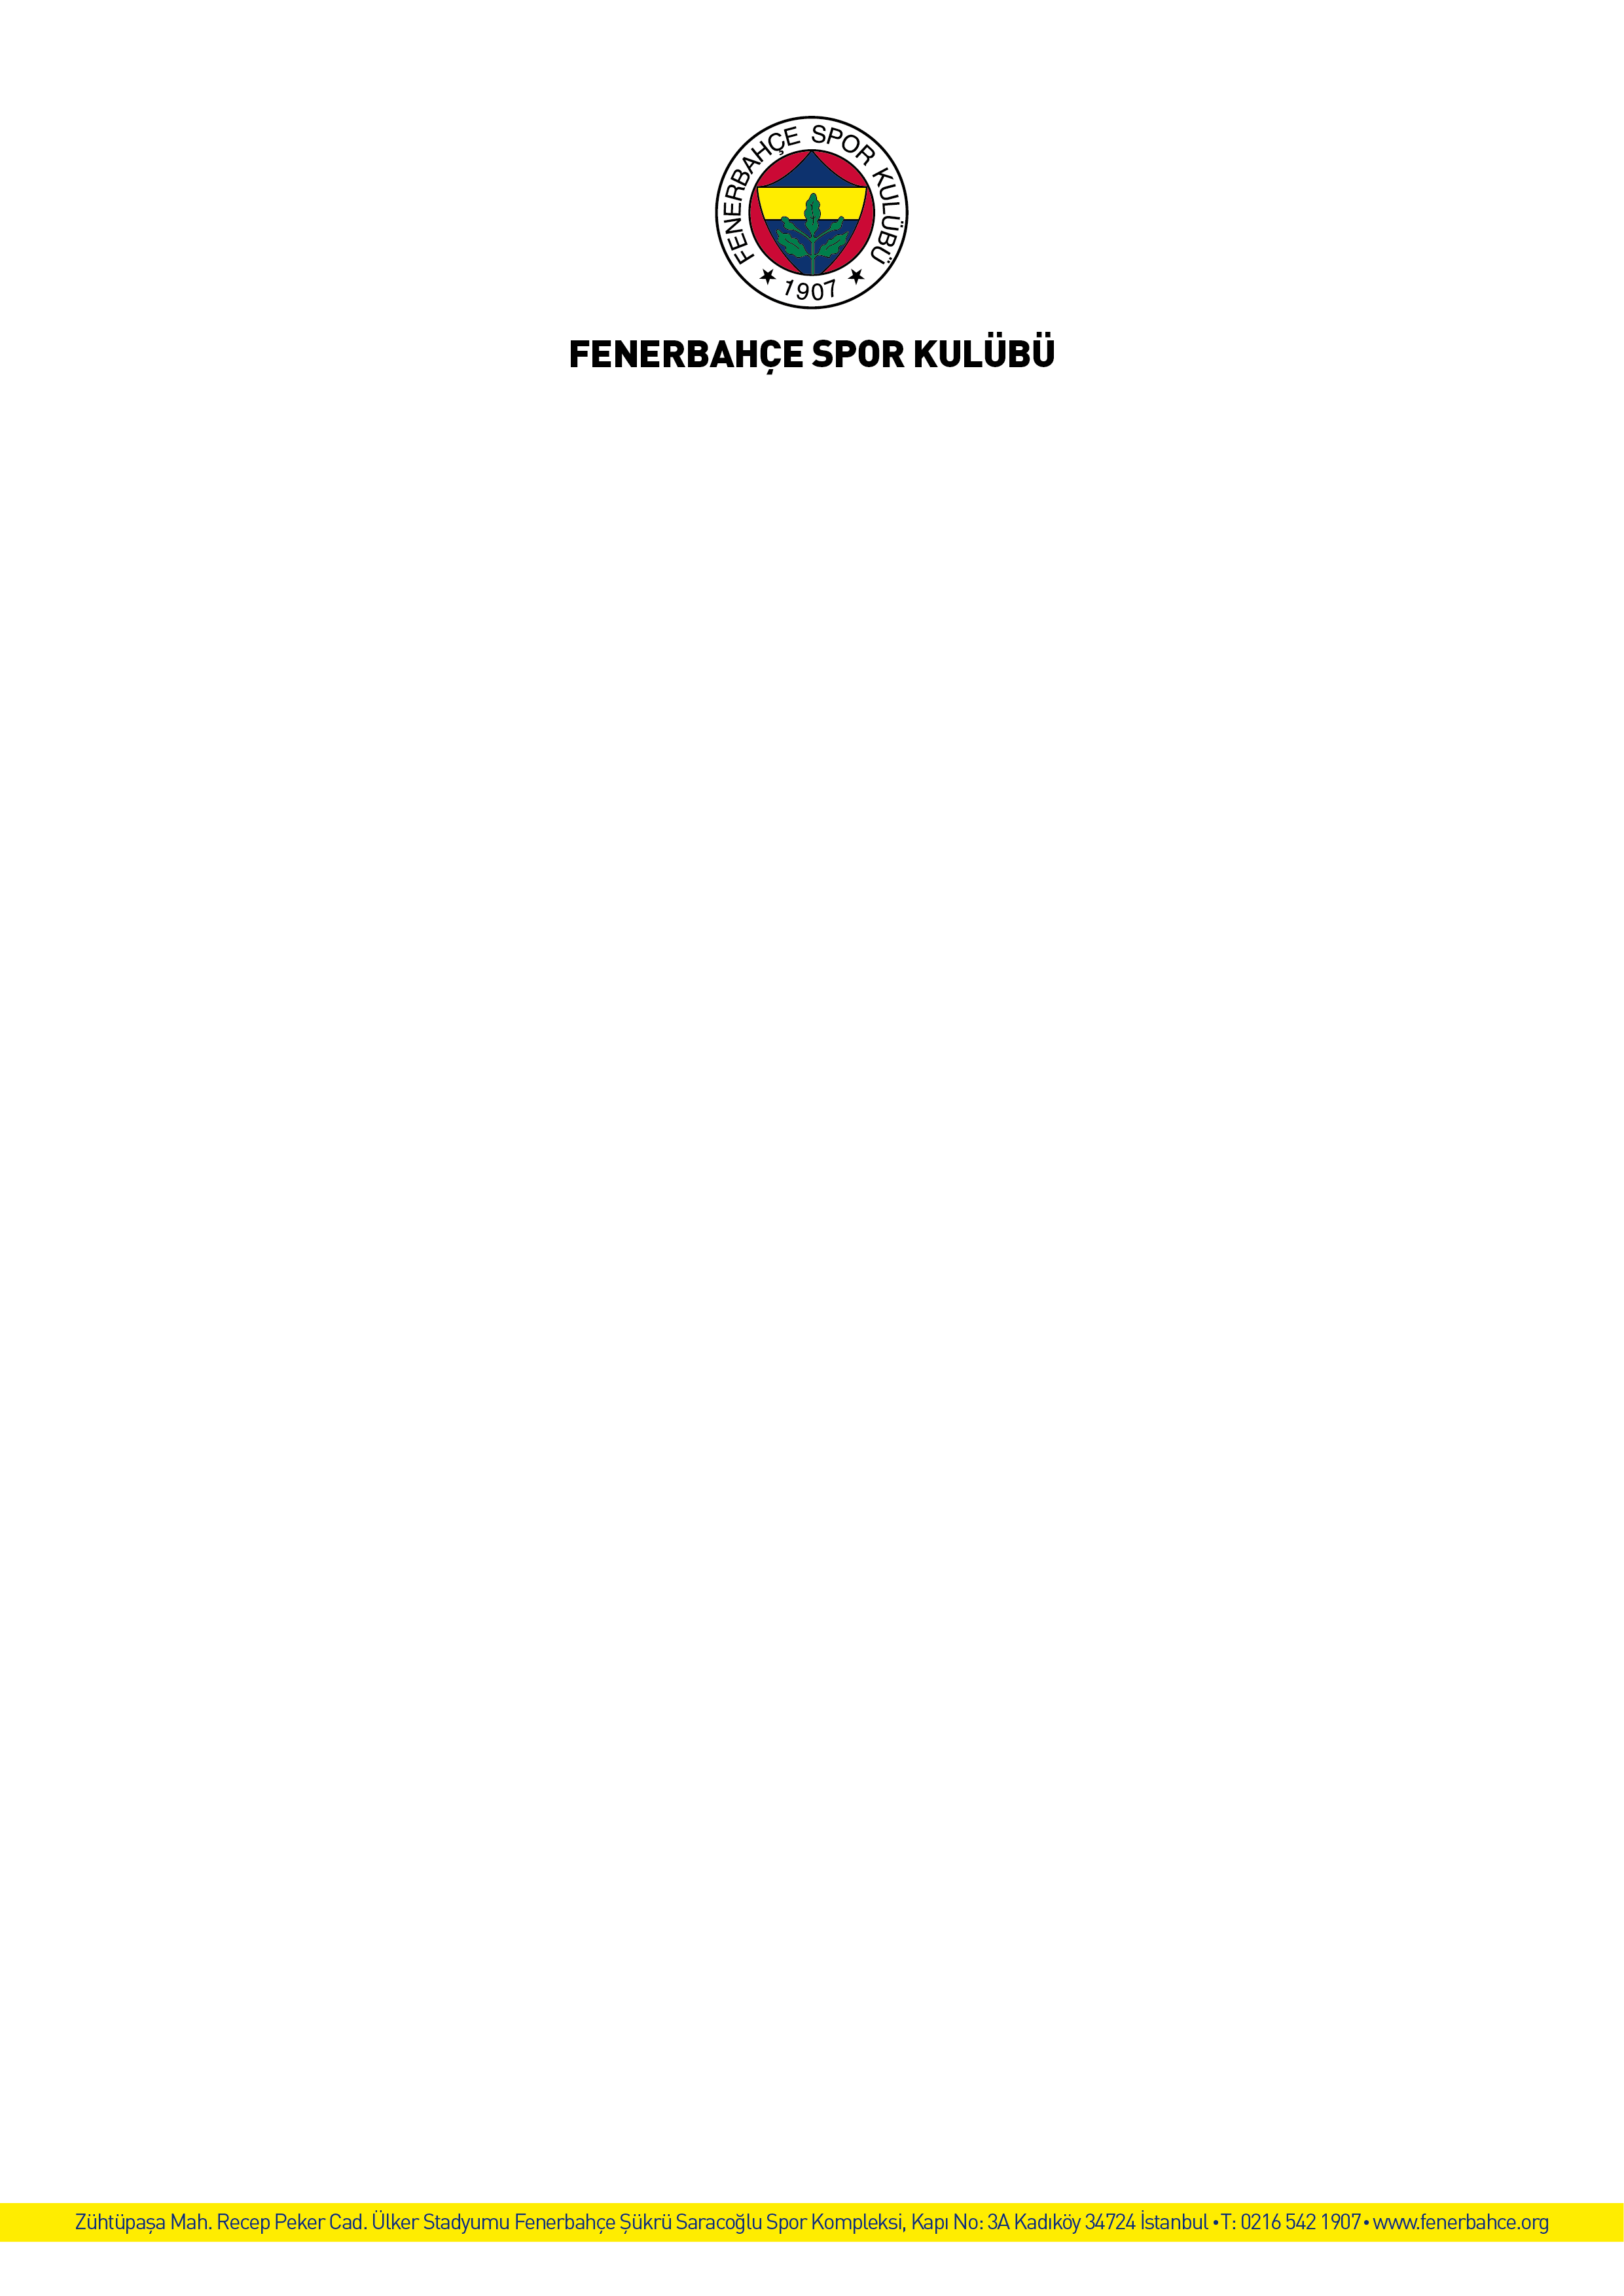 FENERBAHÇE SPOR KULÜBÜ
1907
FENERBAHÇE SPOR KULÜBÜ
Zühtüpaşa Mah. Recep Peker Cad. Ülker Stadyumu Fenerbahçe Şükrü Saracoğlu Spor Kompleksi, Kapı No: 3A Kadıköy 34724 İstanbul • T: 0216 542 1907 • www.fenerbahce.org